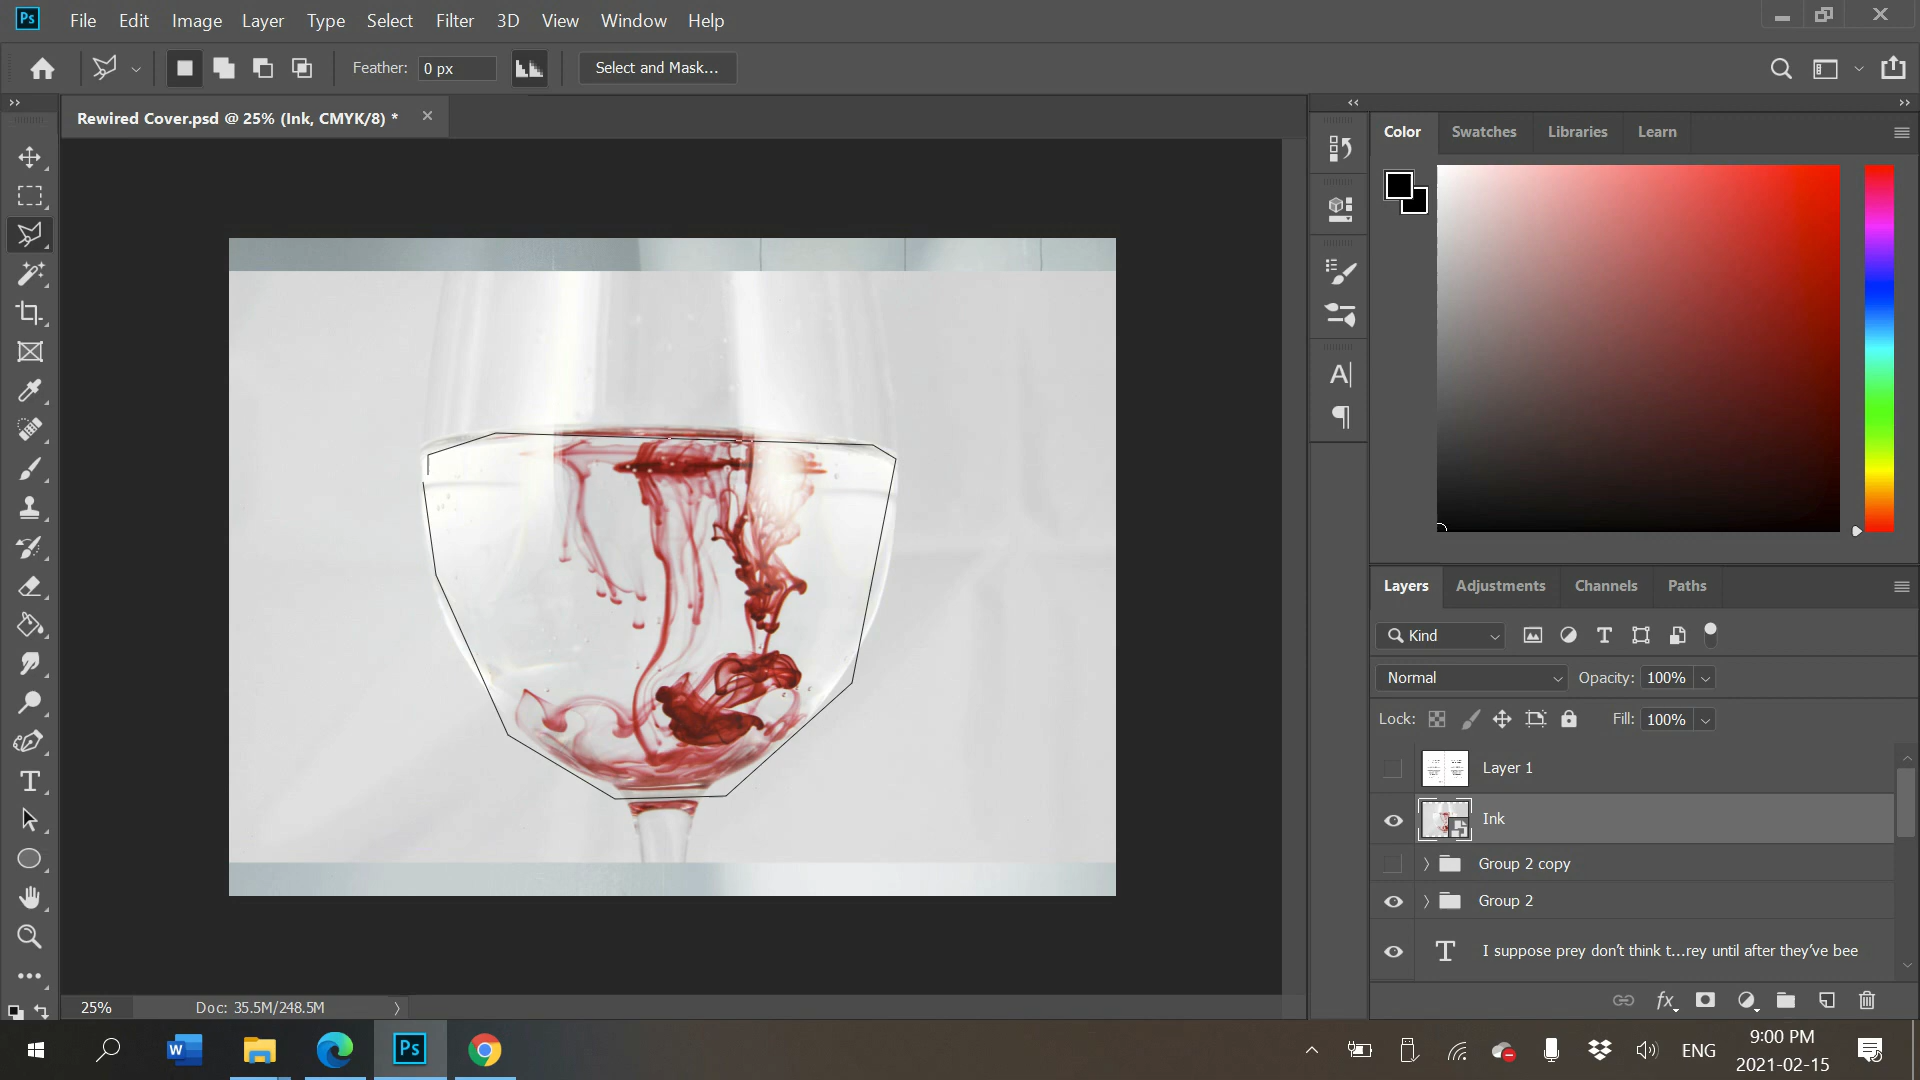 Ps File Edit Image Layer Type Select Filter 3D View Window Help
Feather: 0 px Select and Mask...
Rewired Cover.psd @ 25% (Ink, CMYK/8) *
Color Swatches Libraries Learn
Layers Adjustments Channels Paths
Kind
Normal Opacity: 100%
Lock: Fill: 100%
Layer 1
Ink
Group 2 copy
Group 2
I suppose prey don't think t...rey until after they've bee
25% Doc: 35.5M/248.5M
9:00 PM
ENG
2021-02-15